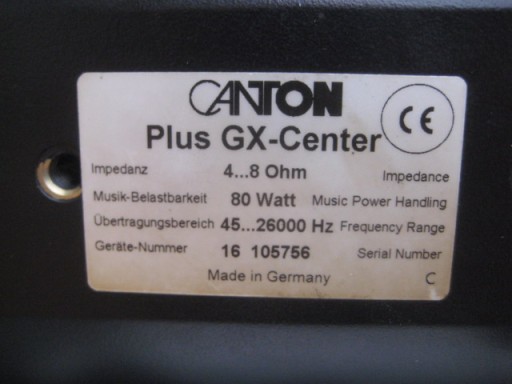 CANTON
CE
Plus GX-Center
Impedanz 4...8 Ohm Impedance
Musik-Belastbarkeit 80 Watt Music Power Handling
Übertragungsbereich 45...26000 Hz Frequency Range
Geräte-Nummer 16 105756 Serial Number
Made in Germany C